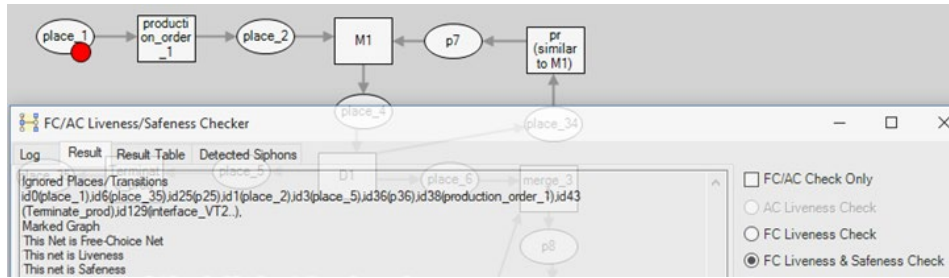 producti
on_order
_1
place_1
place_2
M1
p7
pr
(similar
to M1)
place_4
place_34
FC/AC Liveness/Safeness Checker
Log Result Result Table Detected Siphons
place_5
D1
place_6
merge_3
p8
Ignored Places/Transitions
id0(place_1),id6(place_35),id25(p25),id1(place_2),id3(place_5),id36(p36),id38(production_order_1),id43
(Terminate_prod),id129(interface_VT2..),
Marked Graph
This Net is Free-Choice Net
This net is Liveness
This net is Safeness
FC/AC Check Only
AC Liveness Check
FC Liveness Check
FC Liveness & Safeness Check